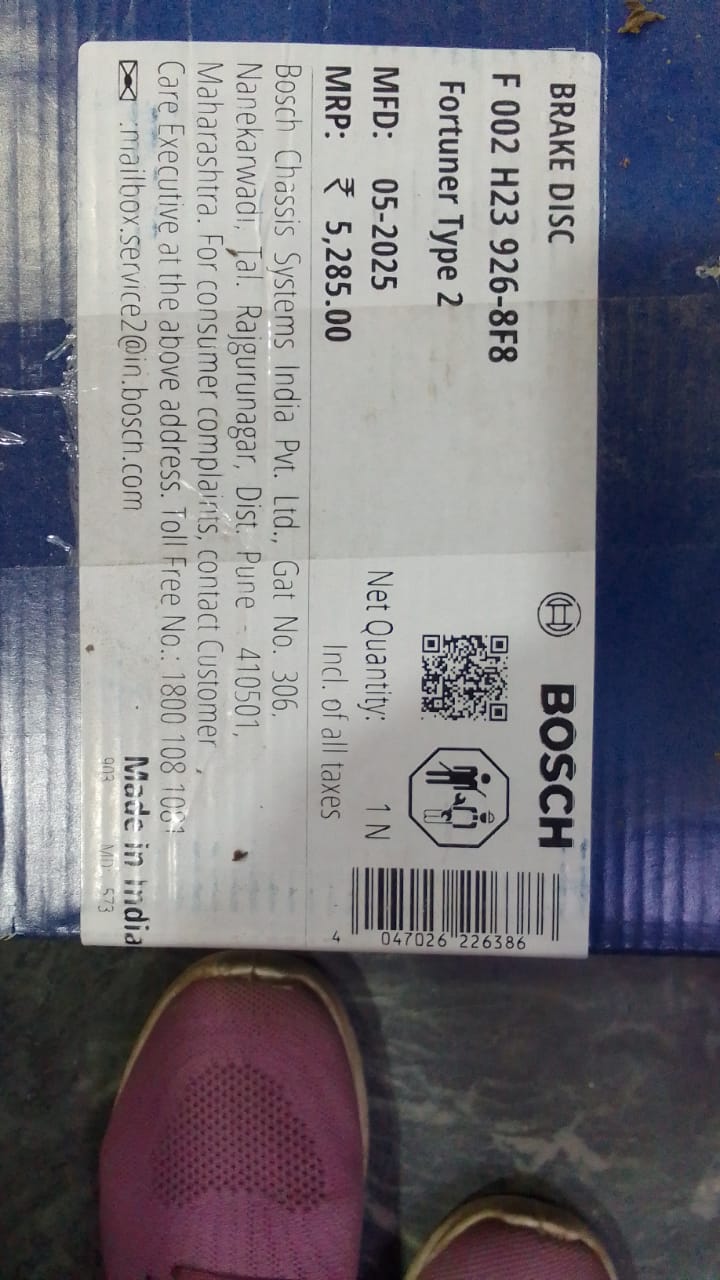 BRAKE DISC
BOSCH
F 002 H23 926-8F8
Fortuner Type 2
MFD: 05-2025
Net Quantity: 1 N
MRP: ₹ 5,285.00
Incl. of all taxes
4 047026 226386
Bosch Chassis Systems India Pvt. Ltd., Gat No. 306,
Nanekarwadi, Tal. Rajgurunagar, Dist. Pune - 410501,
Maharashtra. For consumer complaints, contact Customer
Care Executive at the above address. Toll Free No.: 1800 108 1081
:mailbox.service2@in.bosch.com
Made in India
903 MD 573